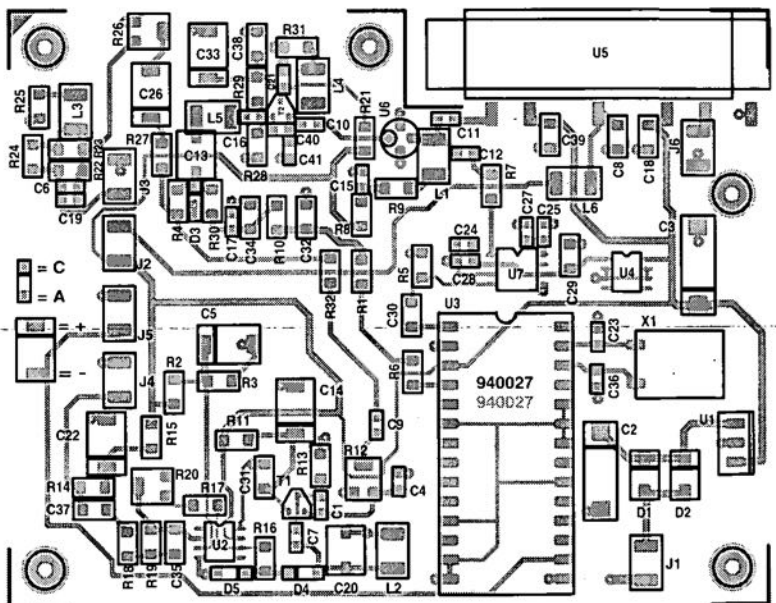 R26
C33
C38
R31
U5
R25
L3
C26
R29
C21
L4
R21
U6
L5
T2
C10
C11
R24
R23
R22
R27
C13
C16
C40
C41
C12
R7
C39
C8
C18
J6
C6
C19
J3
R28
C15
L1
L6
R4
D3
R30
C17
C34
R10
C32
R8
R9
C27
C25
C3
J2
C24
R5
C28
U7
C29
U4
= C
= A
R32
R1
C30
U3
C23
X1
J5
C5
= +
= -
J4
R2
R3
C14
R6
940027
940027
C36
C22
R15
R11
C9
C2
U1
R14
R20
R17
C31
R13
R12
C4
T1
C1
C37
R18
R19
C35
U2
R16
C7
D1
D2
D5
D4
C20
L2
J1